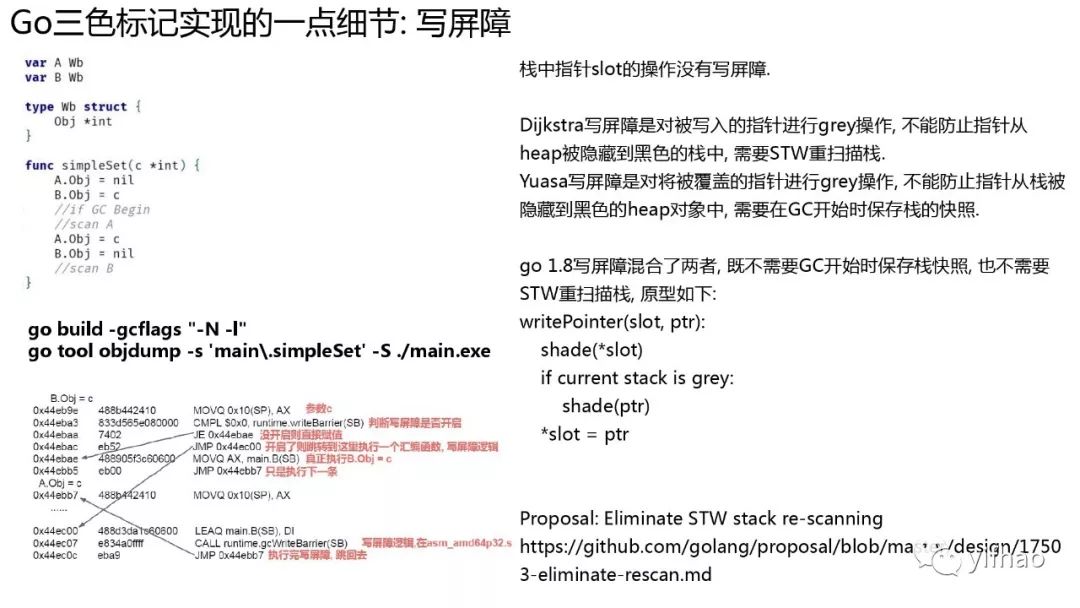 Go三色标记实现的一点细节: 写屏障
var A Wb
var B Wb
type Wb struct {
Obj *int
}
func simpleSet(c *int) {
A.Obj = nil
B.Obj = c
//if GC Begin
//scan A
A.Obj = c
B.Obj = nil
//scan B
}
go build -gcflags "-N -l"
go tool objdump -s 'main\.simpleSet' -S ./main.exe
B.Obj = c
0x44eb9e 488b442410 MOVQ 0x10(SP), AX 参数c
0x44eba3 833d565e080000 CMPL $0x0, runtime.writeBarrier(SB) 判断写屏障是否开启
0x44ebaa 7402 JE 0x44ebae 没开启则直接赋值
0x44ebac eb52 JMP 0x44ec00 开启了则跳转到这里执行一个汇编函数, 写屏障逻辑
0x44ebae 488905f3c60600 MOVQ AX, main.B(SB) 真正执行B.Obj = c
0x44ebb5 eb00 JMP 0x44ebb7 只是执行下一条
A.Obj = c
0x44ebb7 488b442410 MOVQ 0x10(SP), AX
......
0x44ec00 488d3da1c60600 LEAQ main.B(SB), DI
0x44ec07 e834a0ffff CALL runtime.gcWriteBarrier(SB) 写屏障逻辑,在asm_amd64p32.s
0x44ec0c eba9 JMP 0x44ebb7 执行完写屏障, 跳回去
栈中指针slot的操作没有写屏障.
Dijkstra写屏障是对被写入的指针进行grey操作, 不能防止指针从
heap被隐藏到黑色的栈中, 需要STW重扫描栈.
Yuasa写屏障是对将被覆盖的指针进行grey操作, 不能防止指针从栈被
隐藏到黑色的heap对象中, 需要在GC开始时保存栈的快照.
go 1.8写屏障混合了两者, 既不需要GC开始时保存栈快照, 也不需要
STW重扫描栈, 原型如下:
writePointer(slot, ptr):
shade(*slot)
if current stack is grey:
shade(ptr)
*slot = ptr
Proposal: Eliminate STW stack re-scanning
https://github.com/golang/proposal/blob/master/design/1750
3-eliminate-rescan.md
yifhao